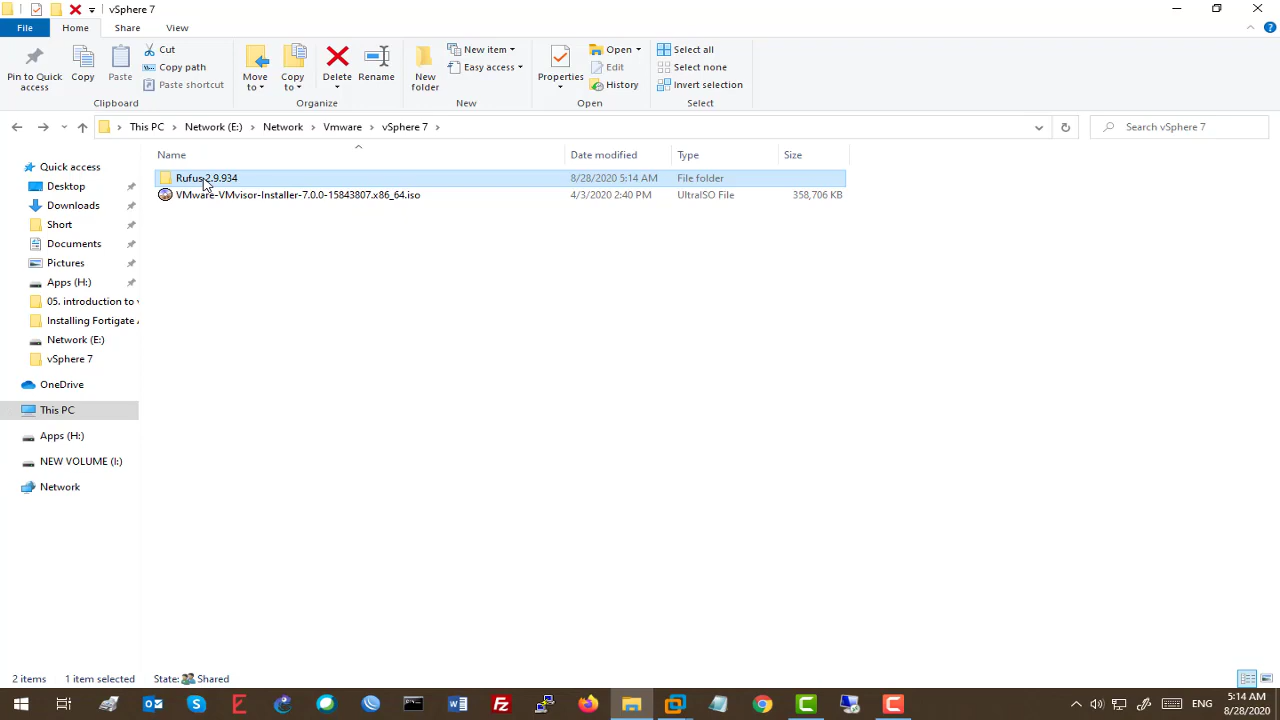 vSphere 7
File Home Share View
Pin to Quick access
Copy
Paste
Cut
Copy path
Paste shortcut
Move to
Copy to
Delete
Rename
New folder
New item
Easy access
Properties
Open
Edit
History
Select all
Select none
Invert selection
Clipboard Organize New Open Select
This PC Network (E:) Network Vmware vSphere 7
Search vSphere 7
Name Date modified Type Size
Rufus 2.9.934 8/28/2020 5:14 AM File folder
VMware-VMvisor-Installer-7.0.0-15843807.x86_64.iso 4/3/2020 2:40 PM UltraISO File 358,706 KB
Quick access
Desktop
Downloads
Short
Documents
Pictures
Apps (H:)
05. introduction to v
Installing Fortigate
Network (E:)
vSphere 7
OneDrive
This PC
Apps (H:)
NEW VOLUME (I:)
Network
2 items 1 item selected State: Shared
ENG
5:14 AM
8/28/2020